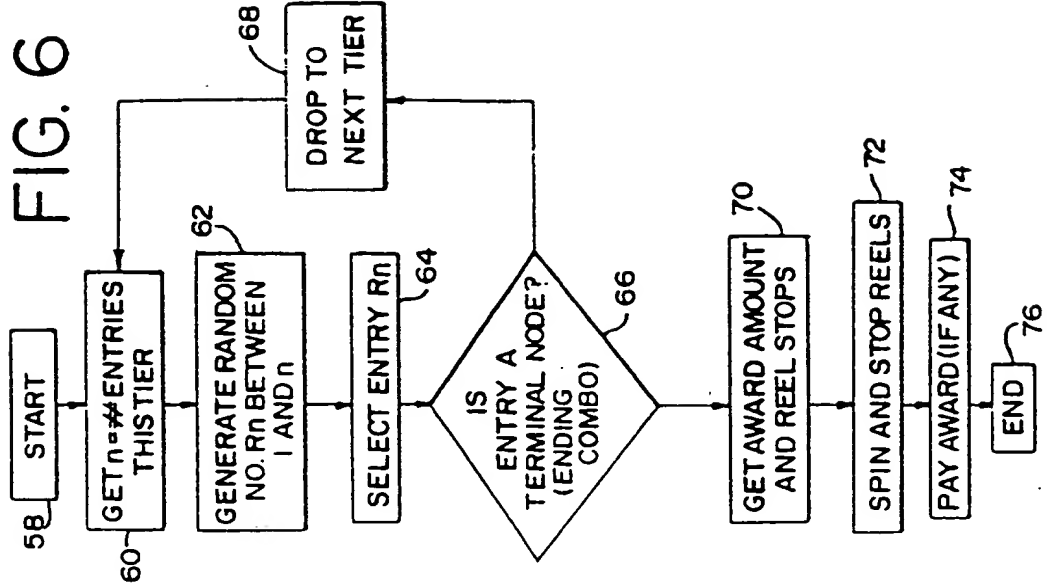 FIG. 6
58
START
60
GET n = # ENTRIES
THIS TIER
62
GENERATE RANDOM
NO. Rn BETWEEN
1 AND n
64
SELECT ENTRY Rn
66
IS
ENTRY A
TERMINAL NODE?
(ENDING
COMBO)
68
DROP TO
NEXT TIER
70
GET AWARD AMOUNT
AND REEL STOPS
72
SPIN AND STOP REELS
74
PAY AWARD (IF ANY)
76
END